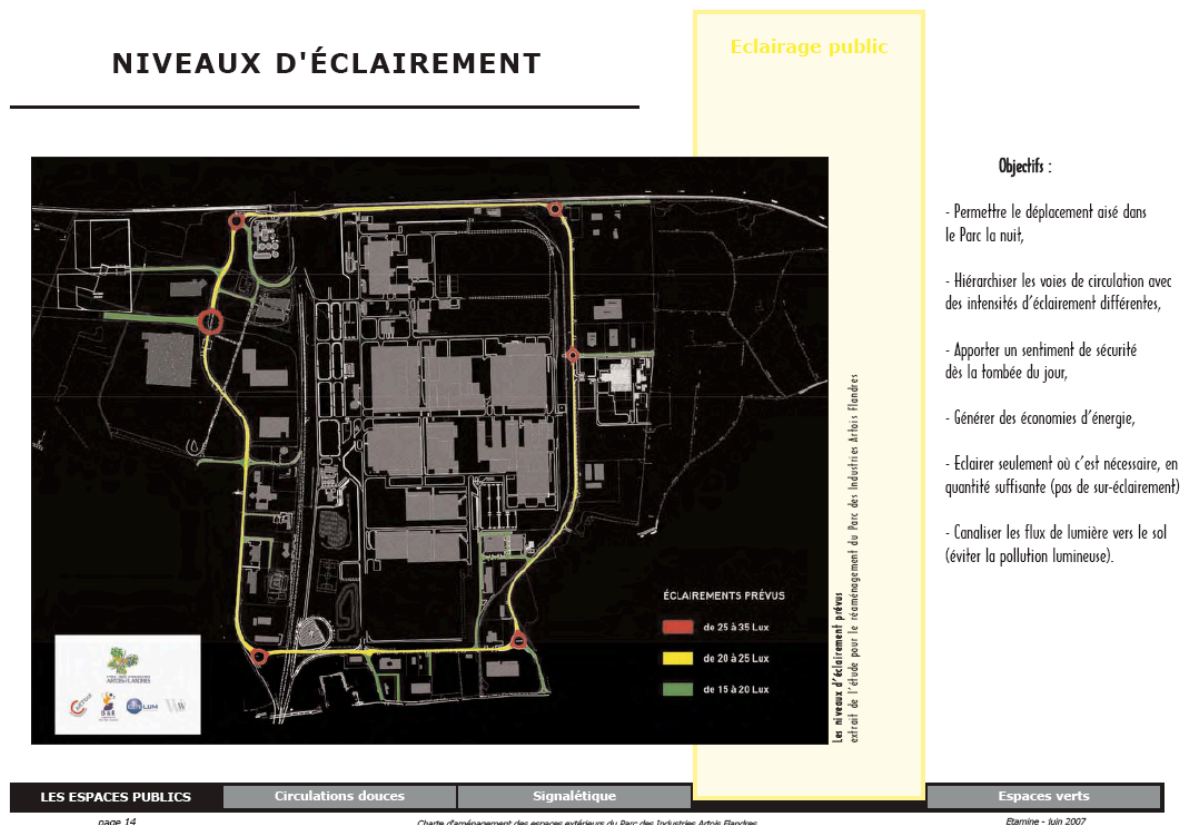 NIVEAUX D'ÉCLAIREMENT
Eclairage public
Objectifs :
- Permettre le déplacement aisé dans
le Parc la nuit,
- Hiérarchiser les voies de circulation avec
des intensités d'éclairement différentes,
- Apporter un sentiment de sécurité
dès la tombée du jour,
- Générer des économies d'énergie,
- Eclairer seulement où c'est nécessaire, en
quantité suffisante (pas de sur-éclairement)
- Canaliser les flux de lumière vers le sol
(éviter la pollution lumineuse).
ÉCLAIREMENTS PRÉVUS
de 25 à 35 Lux
de 20 à 25 Lux
de 15 à 20 Lux
Les niveaux d'éclairement prévus
extrait de l'étude pour le réaménagement du Parc des Industries Artois Flandres
ARTOIS-FLANDRES
LUM
LES ESPACES PUBLICS
Circulations douces
Signalétique
Espaces verts
page 14
Charte d'aménagement des espaces extérieurs du Parc des Industries Artois Flandres
Etamine - Juin 2007